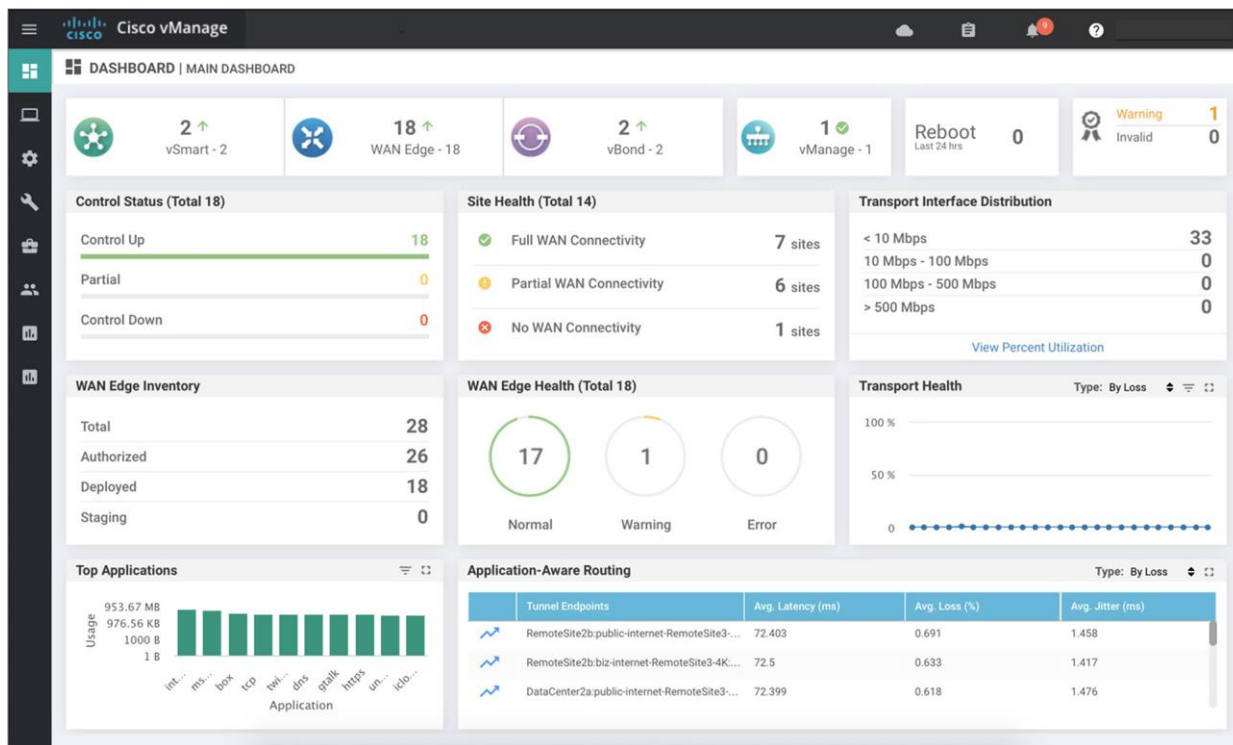 CISCO Cisco vManage 9
DASHBOARD | MAIN DASHBOARD
2
vSmart - 2
18
WAN Edge - 18
2
vBond - 2
1
vManage - 1
Reboot
Last 24 hrs
0
Warning 1
Invalid 0
Control Status (Total 18)
Control Up 18
Partial 0
Control Down 0
Site Health (Total 14)
Full WAN Connectivity 7 sites
Partial WAN Connectivity 6 sites
No WAN Connectivity 1 sites
Transport Interface Distribution
< 10 Mbps 33
10 Mbps - 100 Mbps 0
100 Mbps - 500 Mbps 0
> 500 Mbps 0
View Percent Utilization
WAN Edge Inventory
Total 28
Authorized 26
Deployed 18
Staging 0
WAN Edge Health (Total 18)
17 1 0
Normal Warning Error
Transport Health Type: By Loss
100 %
50 %
0
Top Applications
Usage
953.67 MB
976.56 KB
1000 B
1 B
int... ms... box tcp twi... dns gtalk https un... iclo...
Application
Application-Aware Routing Type: By Loss
Tunnel Endpoints Avg. Latency (ms) Avg. Loss (%) Avg. Jitter (ms)
RemoteSite2b:public-internet-RemoteSite3-... 72.403 0.691 1.458
RemoteSite2b:biz-internet-RemoteSite3-4K:... 72.5 0.633 1.417
DataCenter2a:public-internet-RemoteSite3-... 72.399 0.618 1.476